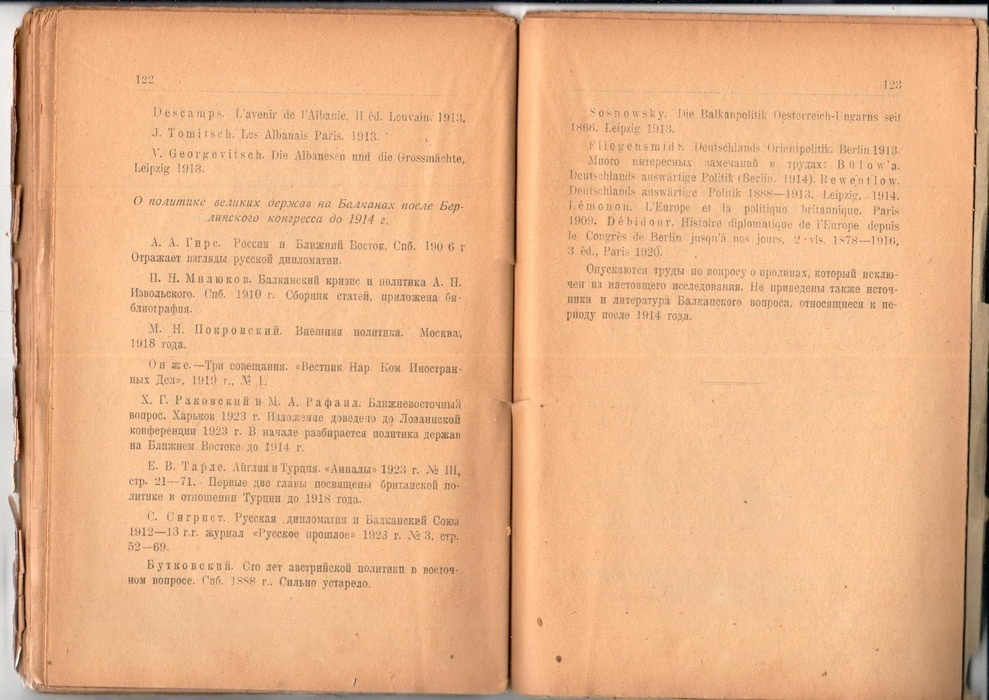 122
Descamps. L'avenir de l'Albanie, II éd. Louvain. 1913,
J. Tomitsch. Les Albanais Paris. 1913.
V. Georgevitsch. Die Albanesen und die Grossmächte,
Leipzig 1913.
О политике великих держав на Балканах после Бер-
линского конгресса до 1914 г.
А. А. Гирс. Россия и Ближний Восток, Спб. 190 6 г
Отражает взгляды русской дипломатии.
П. Н. Милюков. Балканский кризис и политика А. П.
Извольского. Спб. 1910 г. Сборник статей, приложена би-
блиография.
М. Н. Покровский. Внешняя политика. Москва,
1918 года.
Он же.—Три совещания. «Вестник Нар. Ком. Иностран-
ных Дел», 1919 г., № 1.
Х. Г. Раковский и М. А. Рафаил. Ближневосточный
вопрос. Харьков 1923 г. Изложение доведено до Лозаннской
конференции 1923 г. В начале разбирается политика держав
на Ближнем Востоке до 1914 г.
Е. В. Тарле. Англия и Турция. «Анналы» 1923 г. № III,
стр. 21—71. Первые две главы посвящены британской по-
литике в отношении Турции до 1918 года.
С. Сигрист. Русская дипломатия и Балканский Союз
1912—13 г.г. журнал «Русское прошлое» 1923 г. № 3, стр.
52—69.
Бутковский. Сто лет австрийской политики в восточ-
ном вопросе. Спб. 1888 г.. Сильно устарело.
123
Sosnowsky. Die Balkanpolitik Oesterreich-Ungarns seit
1866. Leipzig 1913.
Fliegensmidt. Deutschlands Orientpolitik. Berlin 1913.
Много интересных замечаний в трудах: Bülow'a.
Deutschlands auswärtige Politik (Berlin 1914). Rewentlow.
Deutschlands auswärtige Politik 1888—1913. Leipzig, 1914.
Lémonon. L'Europe et la politique britannique. Paris
1909. Débidour. Histoire diplomatique de l'Europe depuis
le Congrès de Berlin jusqu'à nos jours, 2 vls. 1878—1916,
3 éd., Paris 1920.
Опускаются труды по вопросу о проливах, который исклю-
чен из настоящего исследования. Не приведены также источ-
ники и литература Балканского вопроса, относящиеся к пе-
риоду после 1914 года.